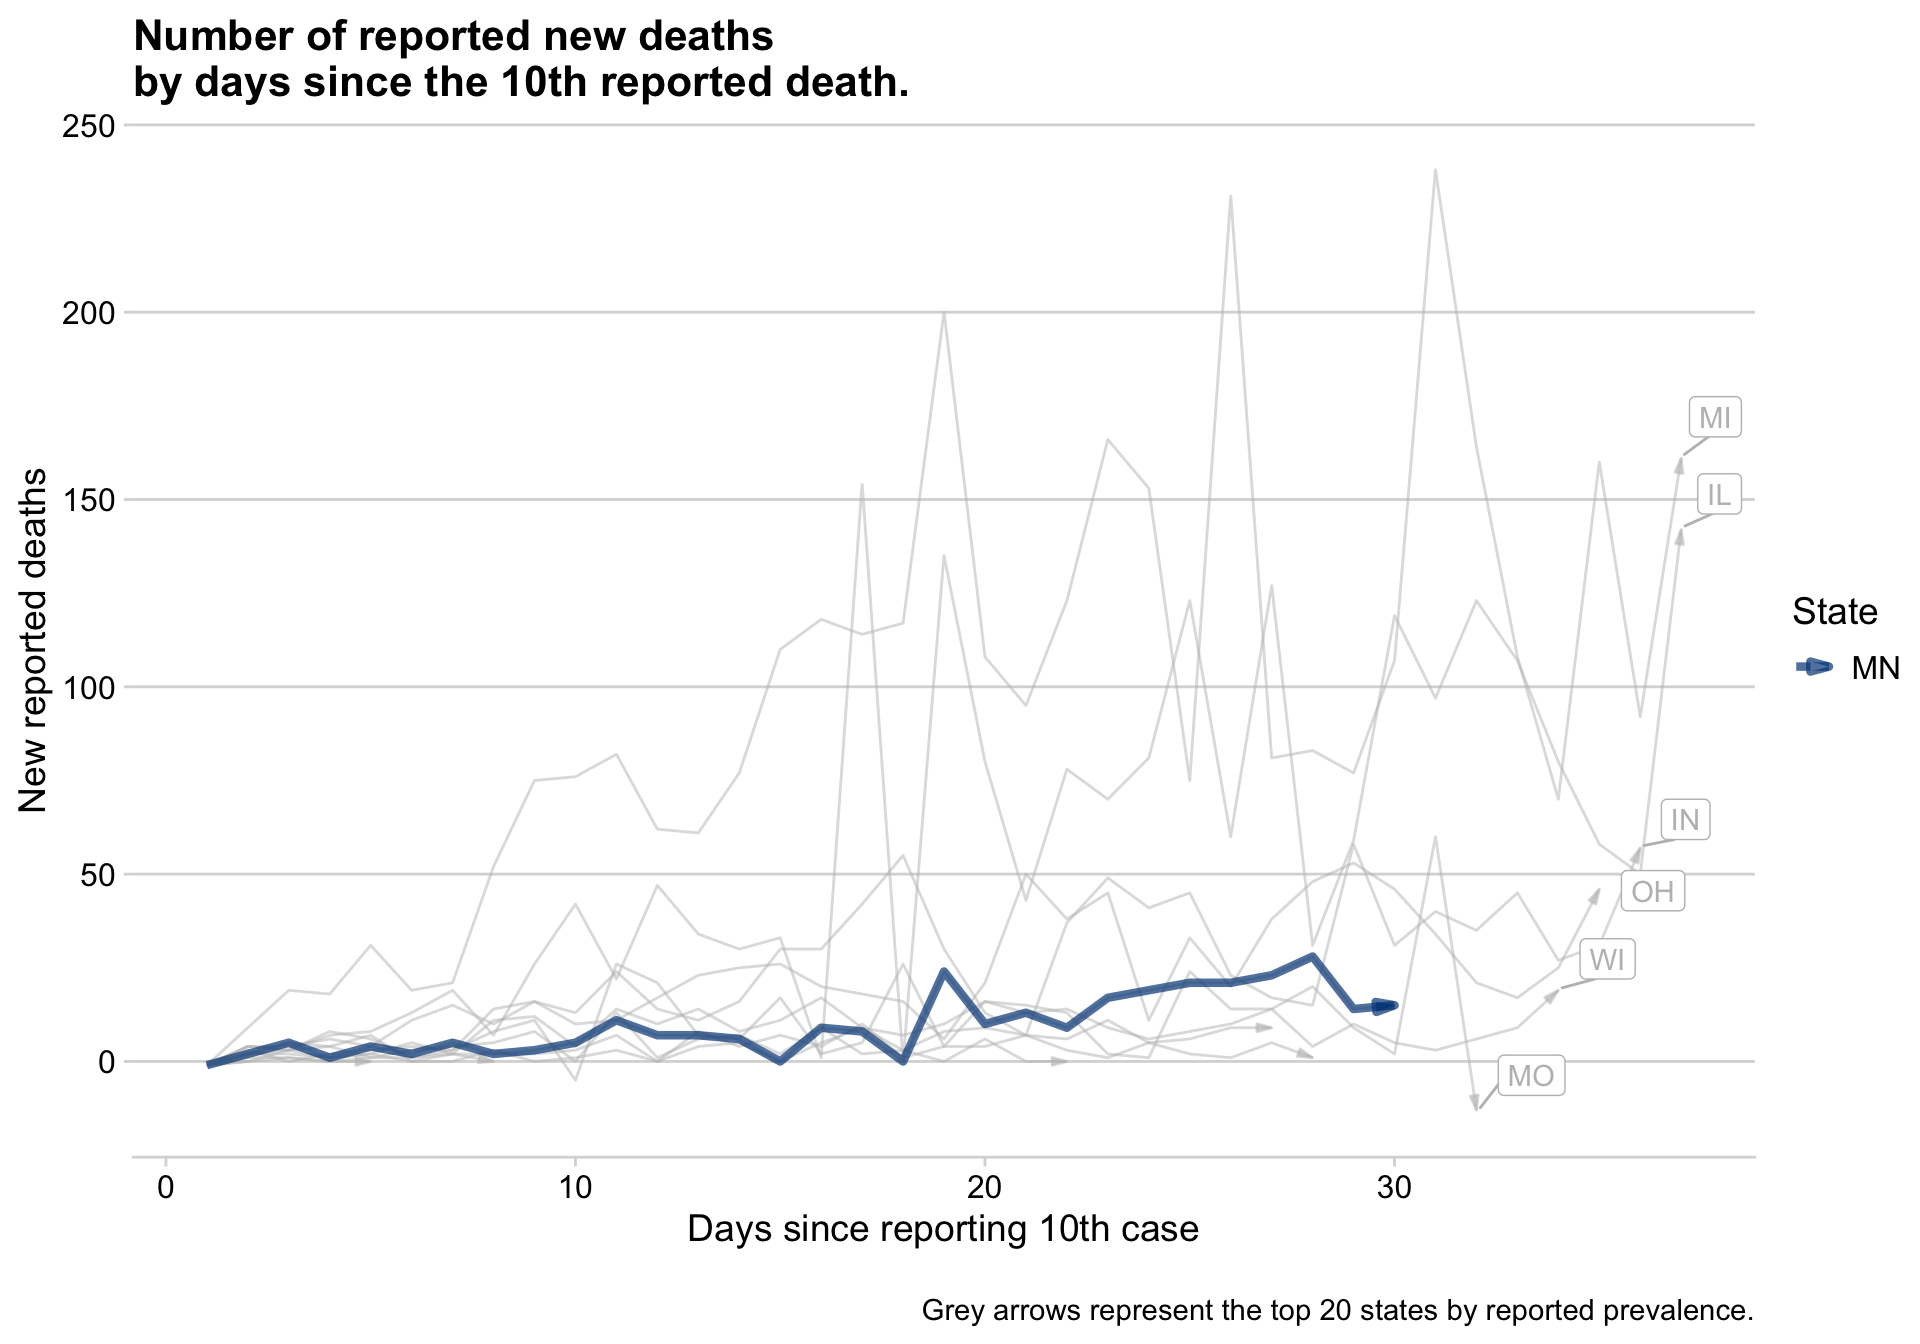 Number of reported new deaths
by days since the 10th reported death.
250
200
150
100
50
0
New reported deaths
MI
IL
IN
OH
WI
MO
State
MN
0 10 20 30
Days since reporting 10th case
Grey arrows represent the top 20 states by reported prevalence.